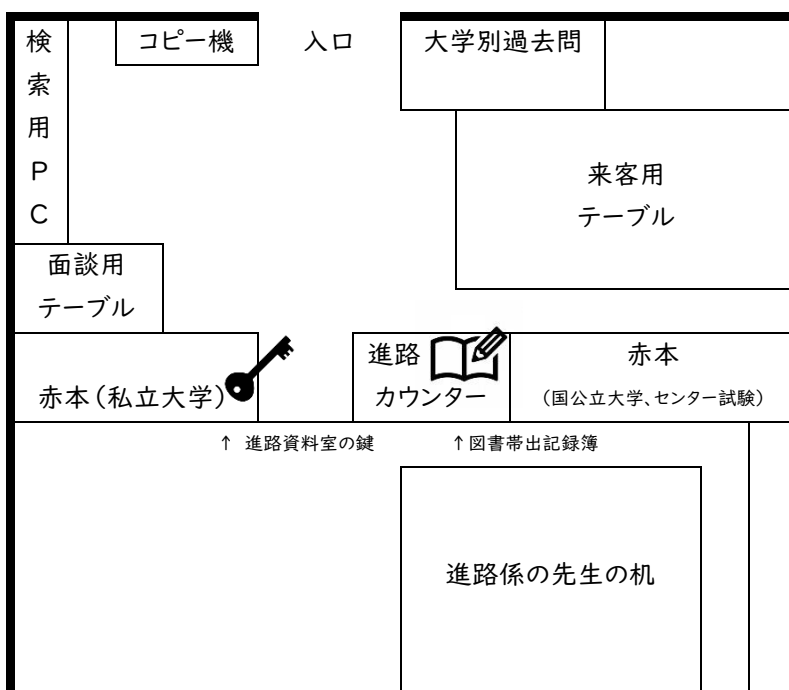 検索用PC
コピー機
入口
大学別過去問
来客用
テーブル
面談用
テーブル
赤本（私立大学）
進路
カウンター
赤本
（国公立大学、センター試験）
↑ 進路資料室の鍵
↑図書帯出記録簿
進路係の先生の机